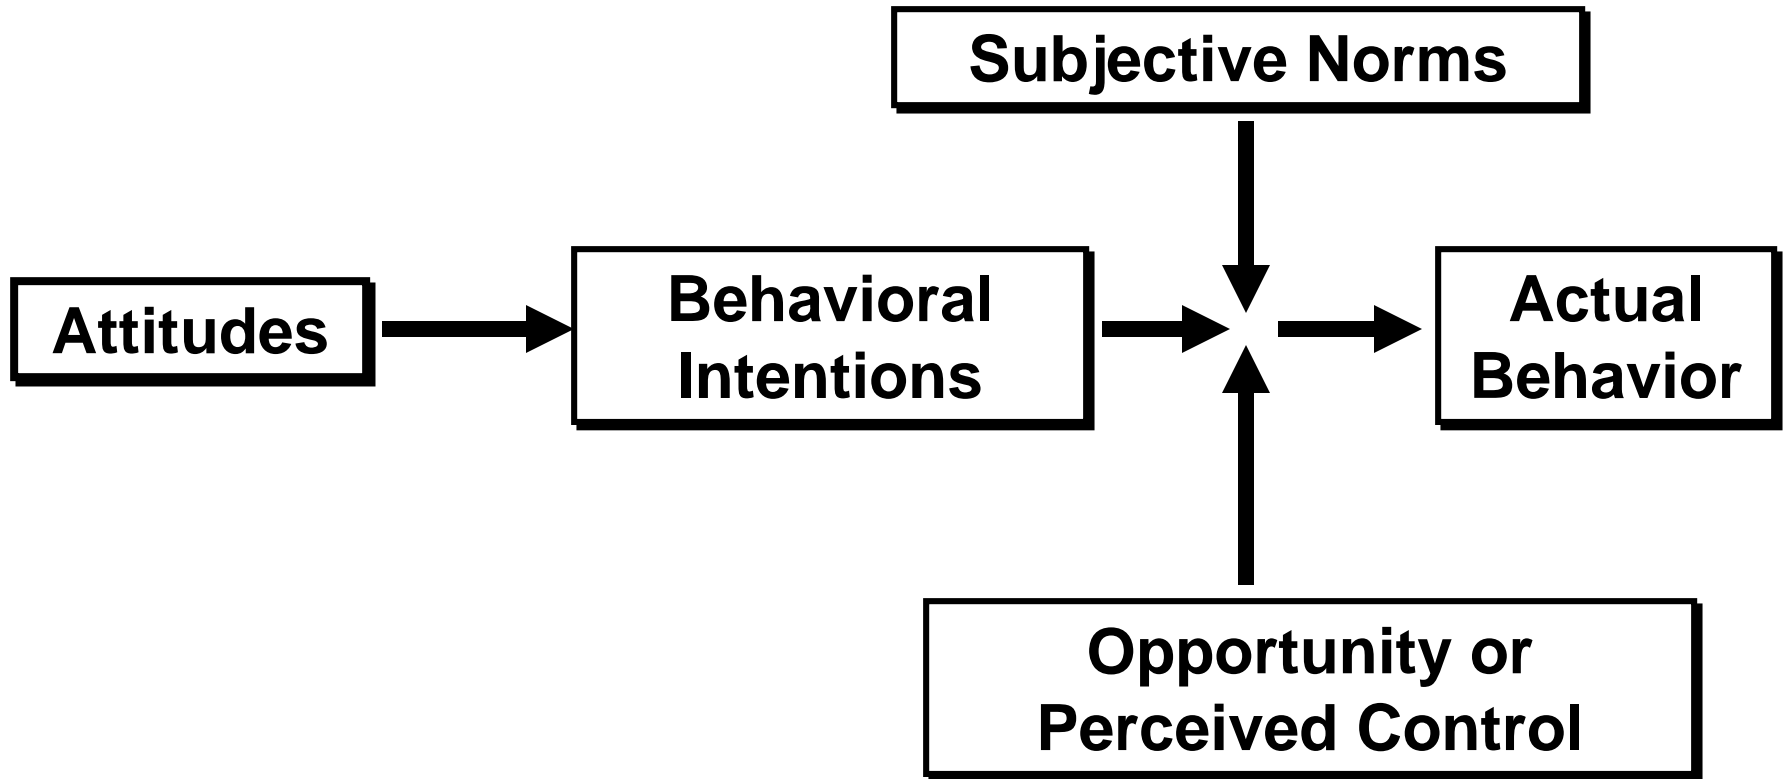 Subjective Norms
Attitudes
Behavioral
Intentions
Actual
Behavior
Opportunity or
Perceived Control